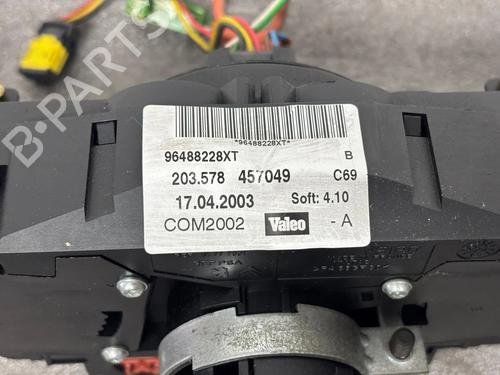 B-PARTS
*96488228XT*
96488228XT B
203.578 457049 C69
17.04.2003 Soft: 4.10
COM2002 Valeo - A